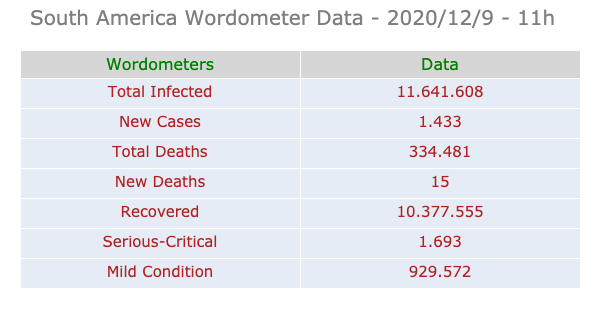 South America Wordometer Data - 2020/12/9 - 11h
Wordometers Data
Total Infected 11.641.608
New Cases 1.433
Total Deaths 334.481
New Deaths 15
Recovered 10.377.555
Serious-Critical 1.693
Mild Condition 929.572